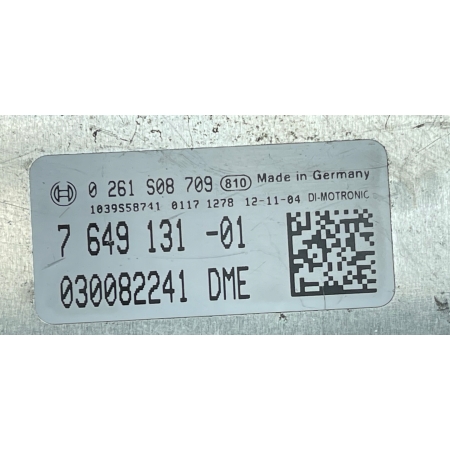 0 261 S08 709 810 Made in Germany
1039S58741 0117 1278 12-11-04 DI-MOTRONIC
7 649 131 -01
030082241 DME